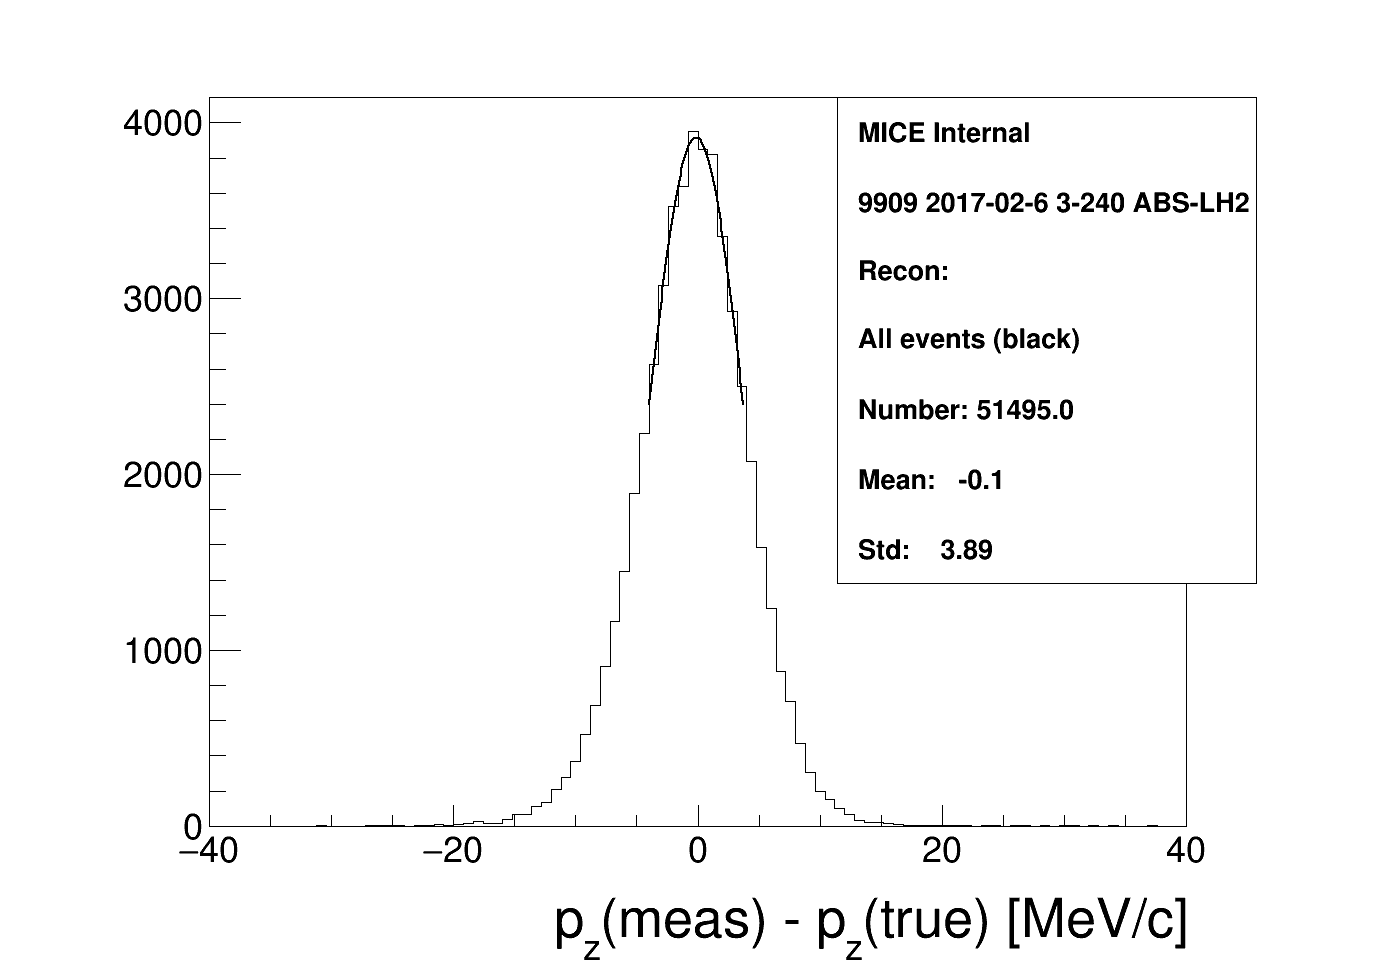 4000
3000
2000
1000
0
−40
−20
0
20
40
MICE Internal
9909 2017-02-6 3-240 ABS-LH2
Recon:
All events (black)
Number: 51495.0
Mean: -0.1
Std: 3.89
p_z(meas) - p_z(true) [MeV/c]